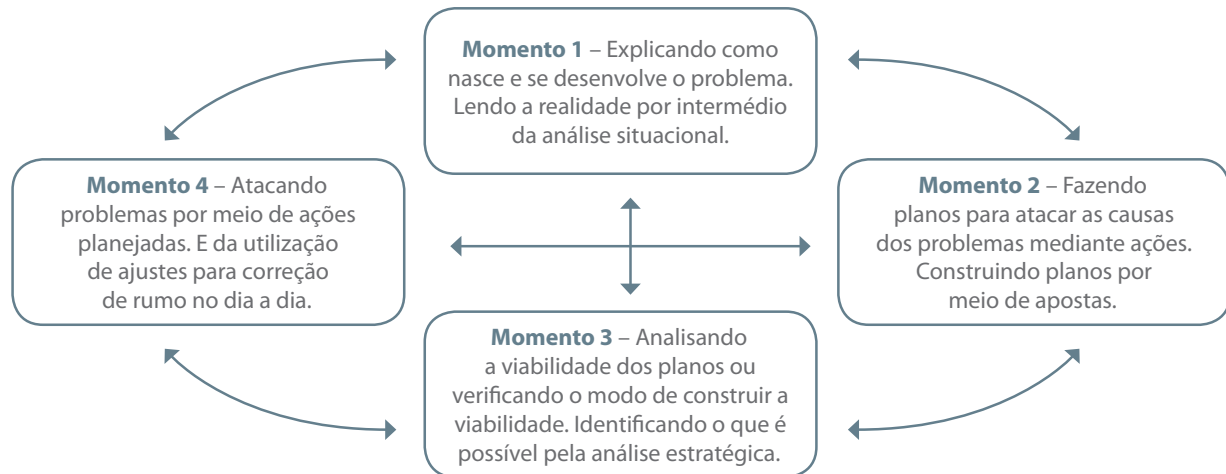 Momento 1 – Explicando como
nasce e se desenvolve o problema.
Lendo a realidade por intermédio
da análise situacional.
Momento 4 – Atacando
problemas por meio de ações
planejadas. E da utilização
de ajustes para correção
de rumo no dia a dia.
Momento 2 – Fazendo
planos para atacar as causas
dos problemas mediante ações.
Construindo planos por
meio de apostas.
Momento 3 – Analisando
a viabilidade dos planos ou
verificando o modo de construir a
viabilidade. Identificando o que é
possível pela análise estratégica.